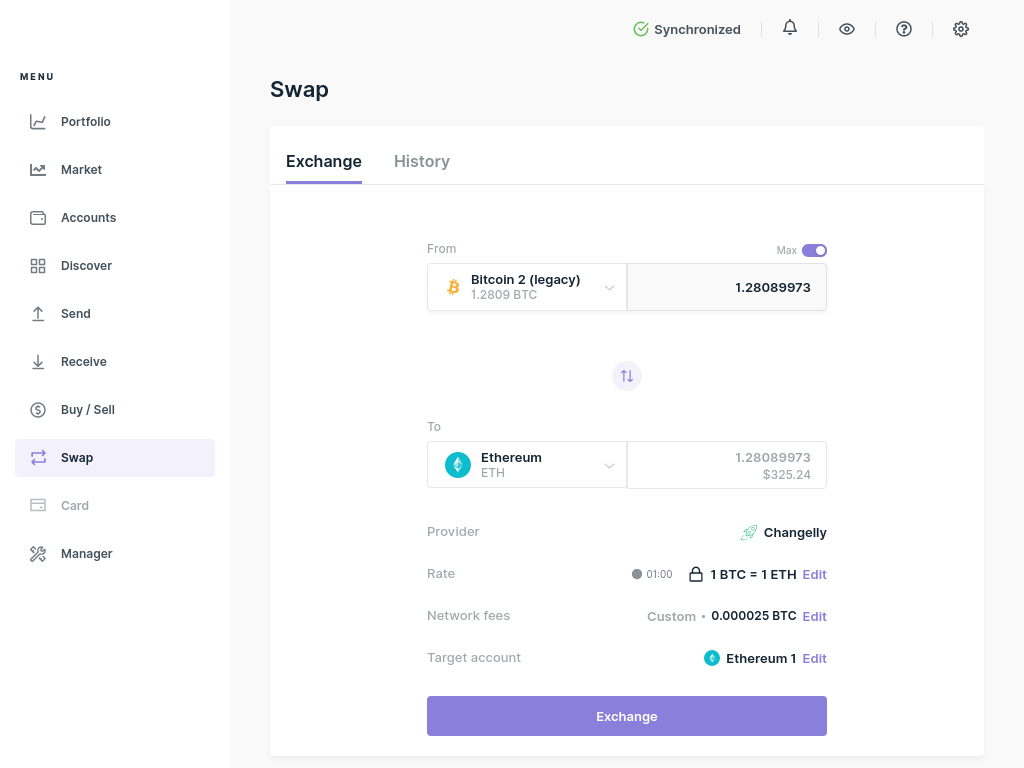 Synchronized
MENU
Portfolio
Market
Accounts
Discover
Send
Receive
Buy / Sell
Swap
Card
Manager
Swap
Exchange History
From Max
Bitcoin 2 (legacy)
1.2809 BTC
1.28089973
To
Ethereum
ETH
1.28089973
$325.24
Provider Changelly
Rate 01:00 1 BTC = 1 ETH Edit
Network fees Custom • 0.000025 BTC Edit
Target account Ethereum 1 Edit
Exchange